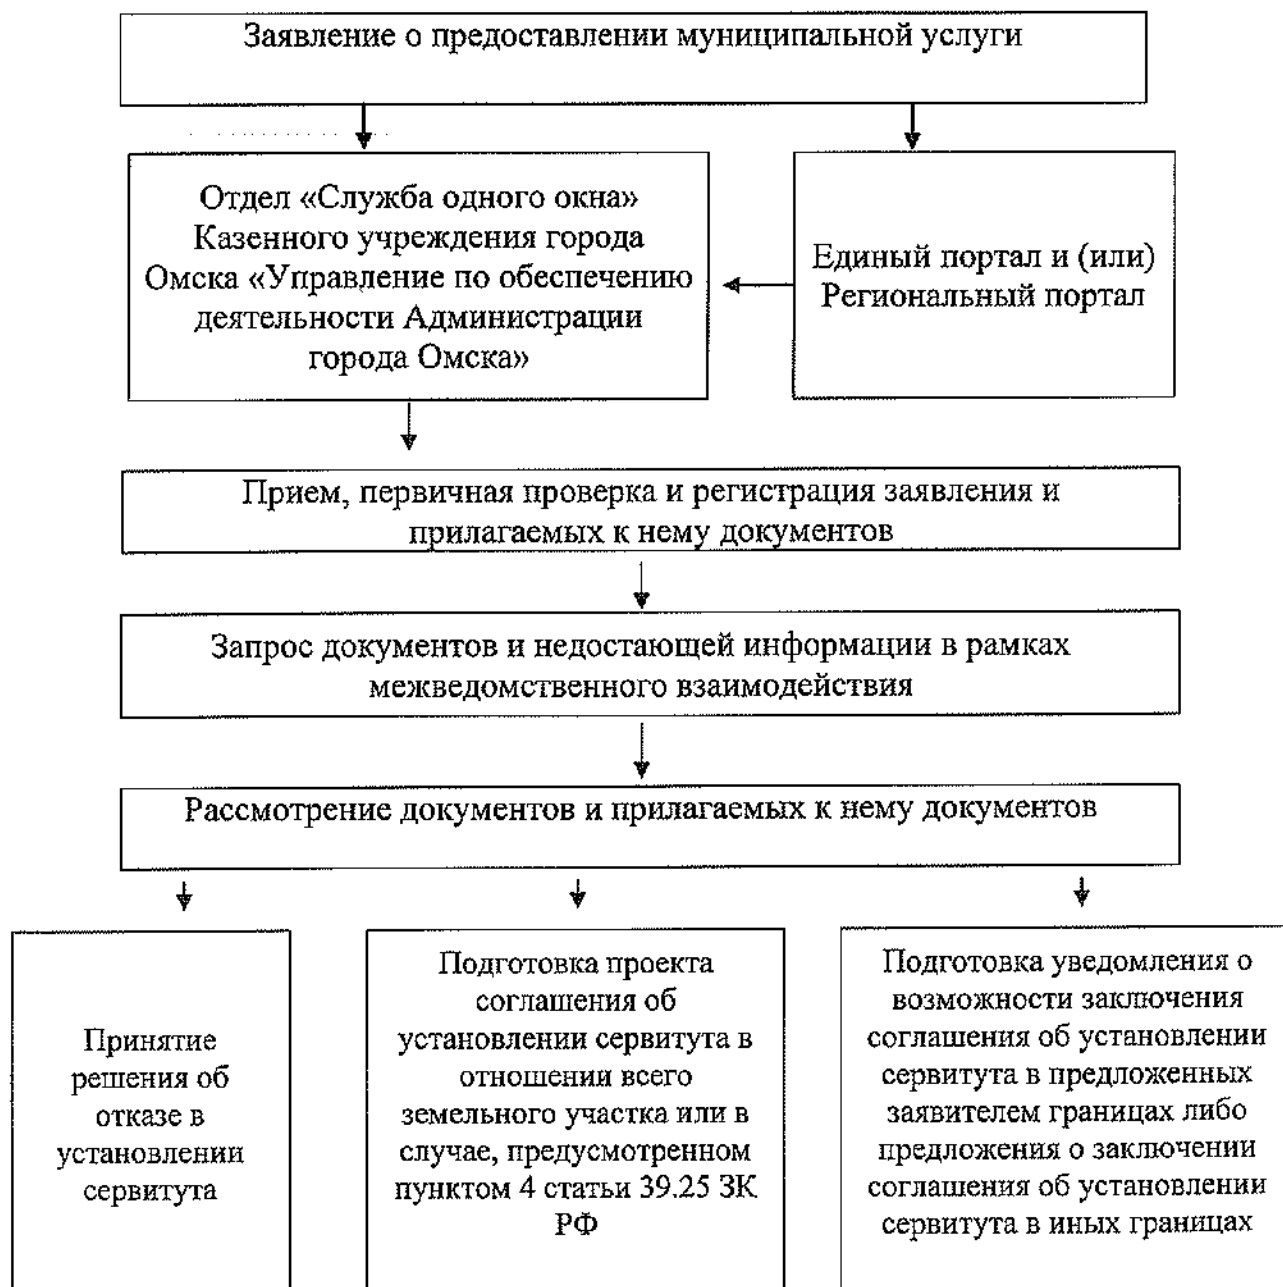 Заявление о предоставлении муниципальной услуги
Отдел «Служба одного окна»
Казенного учреждения города
Омска «Управление по обеспечению
деятельности Администрации
города Омска»
Единый портал и (или)
Региональный портал
Прием, первичная проверка и регистрация заявления и
прилагаемых к нему документов
Запрос документов и недостающей информации в рамках
межведомственного взаимодействия
Рассмотрение документов и прилагаемых к нему документов
Принятие
решения об
отказе в
установлении
сервитута
Подготовка проекта
соглашения об
установлении сервитута в
отношении всего
земельного участка или в
случае, предусмотренном
пунктом 4 статьи 39.25 ЗК
РФ
Подготовка уведомления о
возможности заключения
соглашения об установлении
сервитута в предложенных
заявителем границах либо
предложения о заключении
соглашения об установлении
сервитута в иных границах